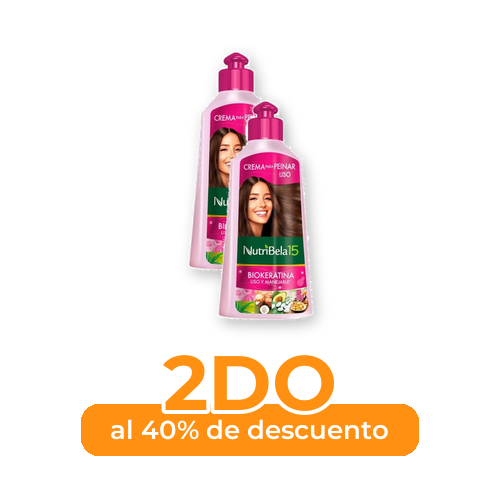 CREMA PARA PEINAR
CREMA PARA PEINAR
LISO
NutriBela15
BIOKERATINA
LISO Y MANEJABLE
2DO
al 40% de descuento